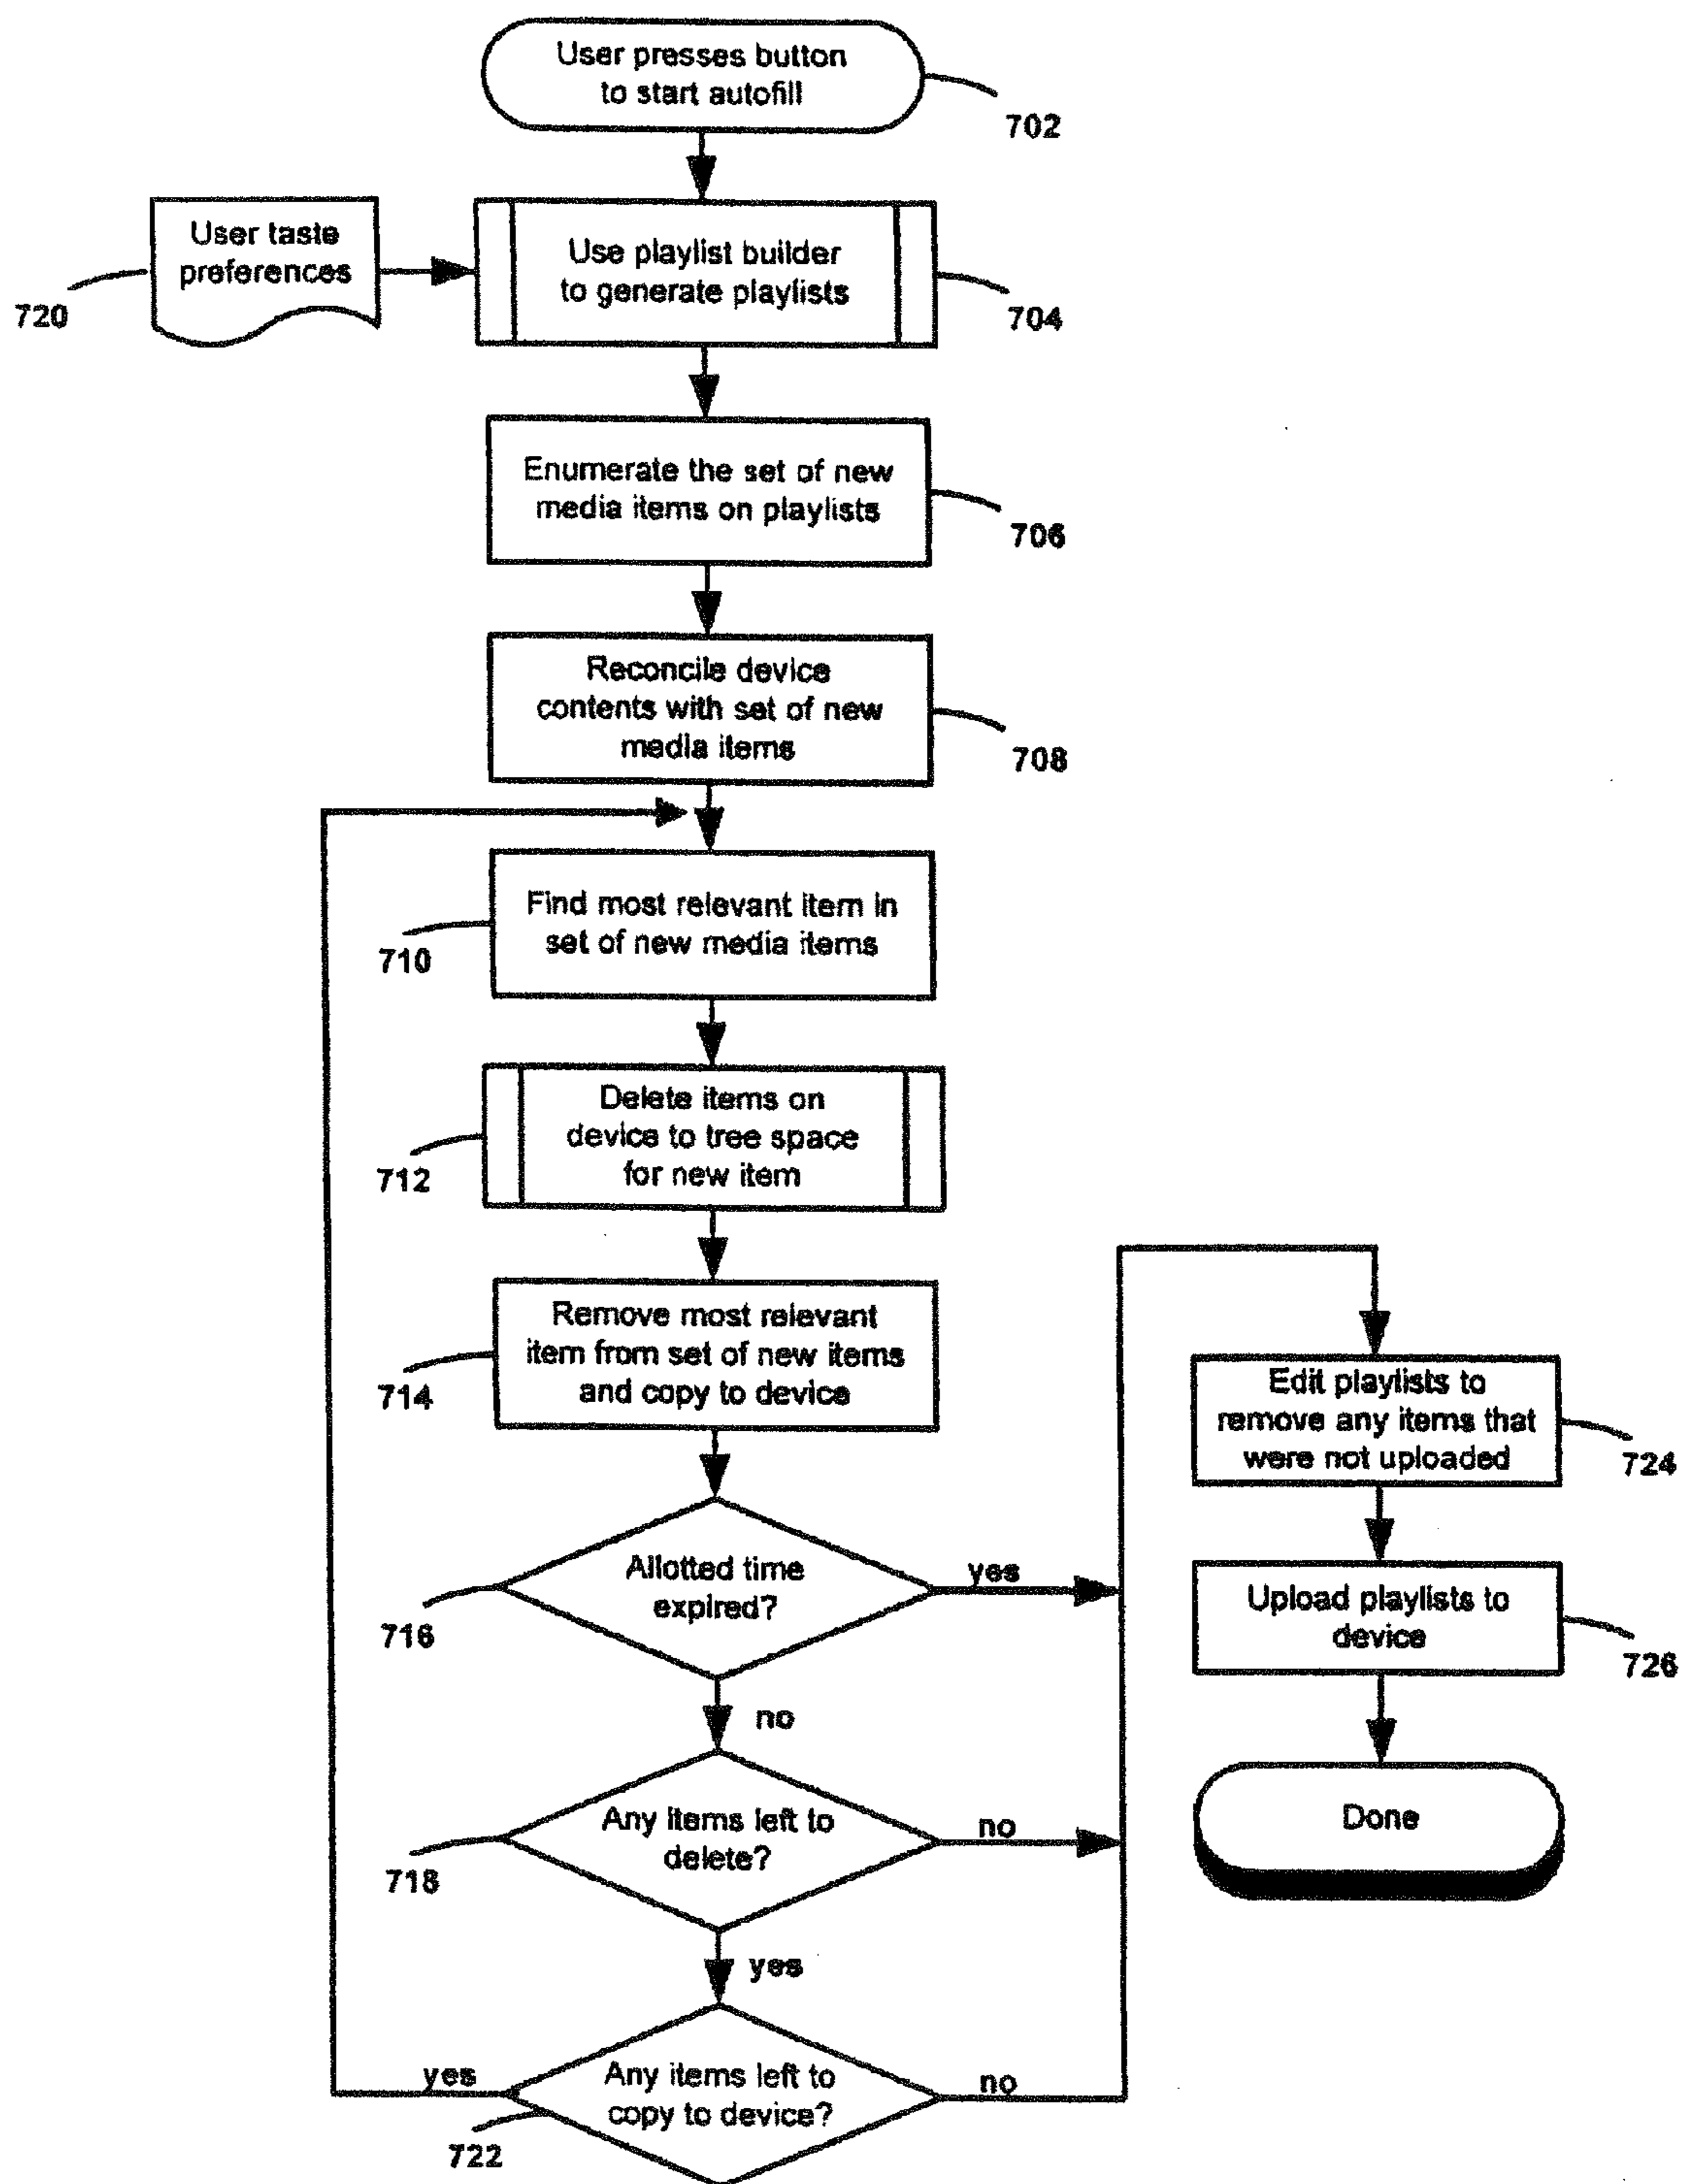 User presses button
to start autofill
702
User taste
preferences
720
Use playlist builder
to generate playlists
704
Enumerate the set of new
media items on playlists
706
Reconcile device
contents with set of new
media items
708
Find most relevant item in
set of new media items
710
Delete items on
device to tree space
for new item
712
Remove most relevant
item from set of new items
and copy to device
714
Allotted time
expired?
716
yes
no
Any items left to
delete?
718
no
yes
Any items left to
copy to device?
722
yes
no
Edit playlists to
remove any items that
were not uploaded
724
Upload playlists to
device
726
Done